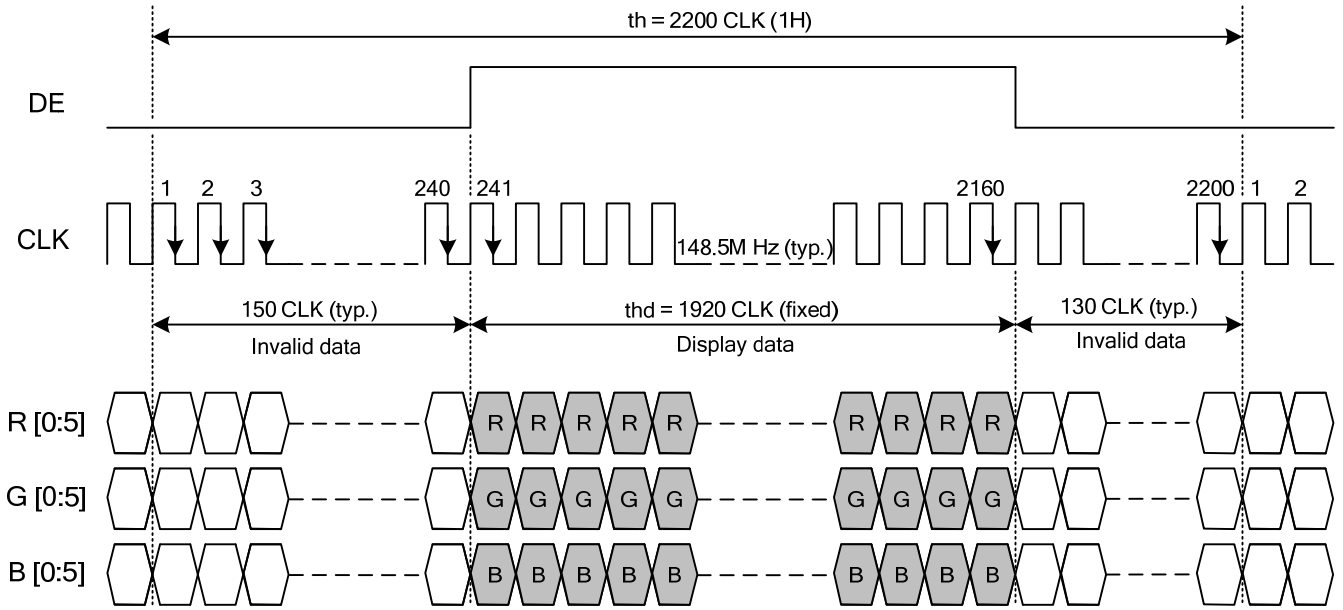 th = 2200 CLK (1H)
DE
1 2 3 240 241 2160 2200 1 2
CLK
148.5M Hz (typ.)
150 CLK (typ.) thd = 1920 CLK (fixed) 130 CLK (typ.)
Invalid data Display data Invalid data
R [0:5] R R R R R R R R R
G [0:5] G G G G G G G G G
B [0:5] B B B B B B B B B